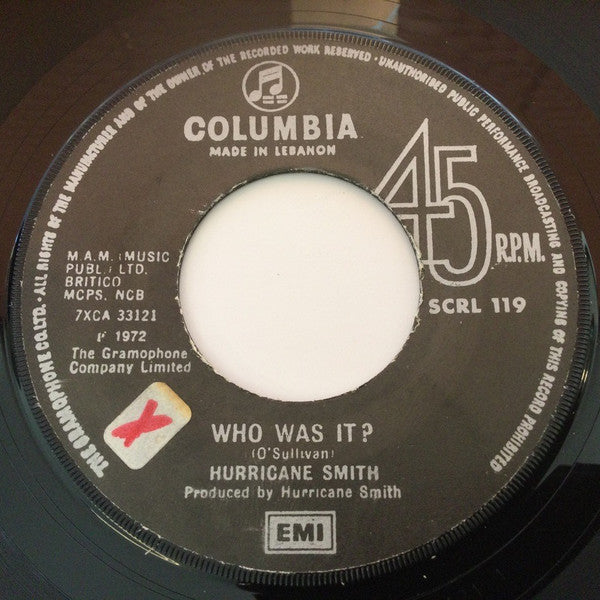 THE GRAMOPHONE CO. LTD. · ALL RIGHTS OF THE MANUFACTURER AND OF THE OWNER OF THE RECORDED WORK RESERVED · UNAUTHORISED PUBLIC PERFORMANCE BROADCASTING AND COPYING OF THIS RECORD PROHIBITED
COLUMBIA
MADE IN LEBANON
45
R.P.M.
SCRL 119
M.A.M. MUSIC
PUBL. LTD.
BRITICO
MCPS, NCB
7XCA 33121
P 1972
The Gramophone
Company Limited
X
WHO WAS IT?
(O'Sullivan)
HURRICANE SMITH
Produced by Hurricane Smith
EMI